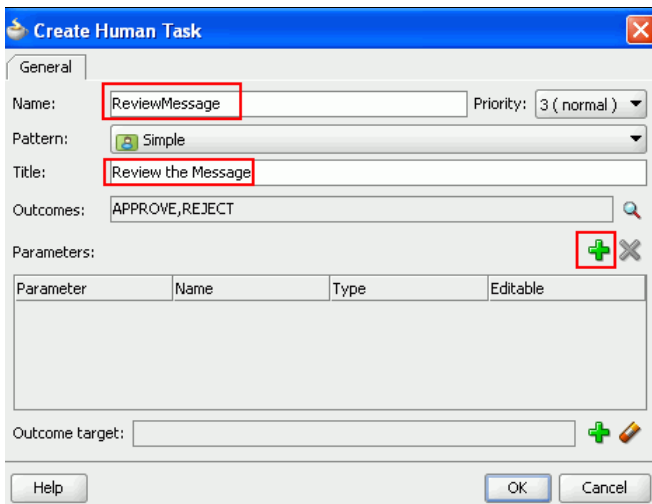 Create Human Task
General
Name: ReviewMessage Priority: 3 ( normal )
Pattern: Simple
Title: Review the Message
Outcomes: APPROVE,REJECT
Parameters:
Parameter Name Type Editable
Outcome target:
Help OK Cancel